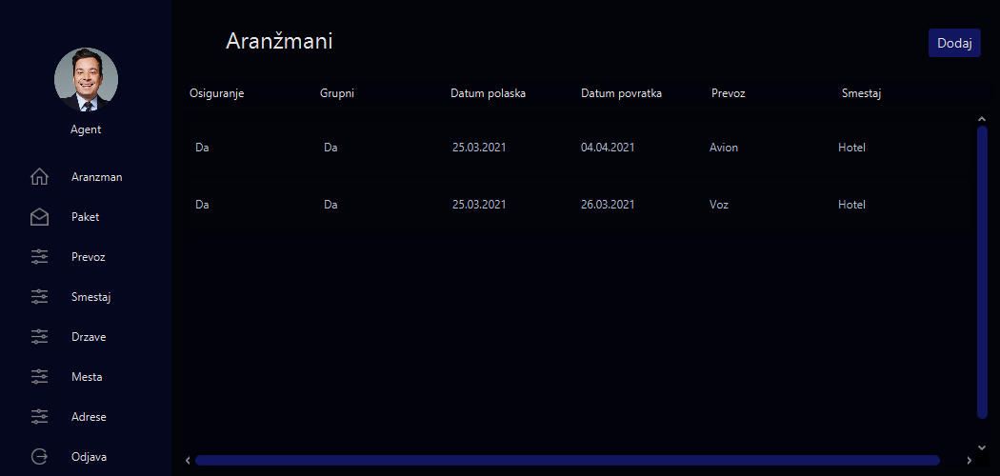 Aranžmani
Dodaj
Agent
Aranzman
Paket
Prevoz
Smestaj
Drzave
Mesta
Adrese
Odjava
Osiguranje Grupni Datum polaska Datum povratka Prevoz Smestaj
Da Da 25.03.2021 04.04.2021 Avion Hotel
Da Da 25.03.2021 26.03.2021 Voz Hotel